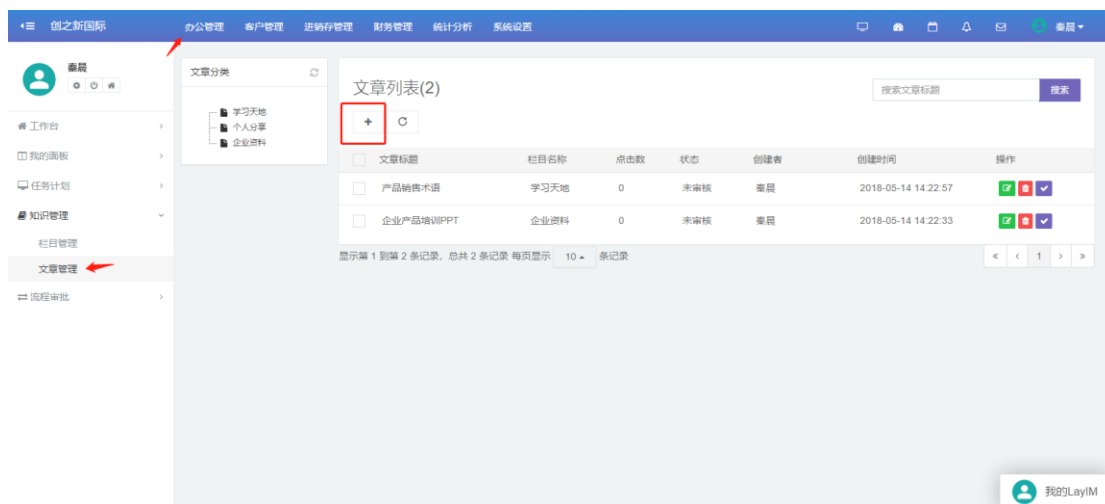 创之新国际 办公管理 客户管理 进销存管理 财务管理 统计分析 系统设置 秦晨
秦晨
工作台
我的面板
任务计划
知识管理
栏目管理
文章管理
流程审批
文章分类
学习天地
个人分享
企业资料
文章列表(2)
搜索文章标题 搜索
文章标题 栏目名称 点击数 状态 创建者 创建时间 操作
产品销售术语 学习天地 0 未审核 秦晨 2018-05-14 14:22:57
企业产品培训PPT 企业资料 0 未审核 秦晨 2018-05-14 14:22:33
显示第 1 到第 2 条记录，总共 2 条记录 每页显示 10 条记录 « ‹ 1 › »
我的LayIM